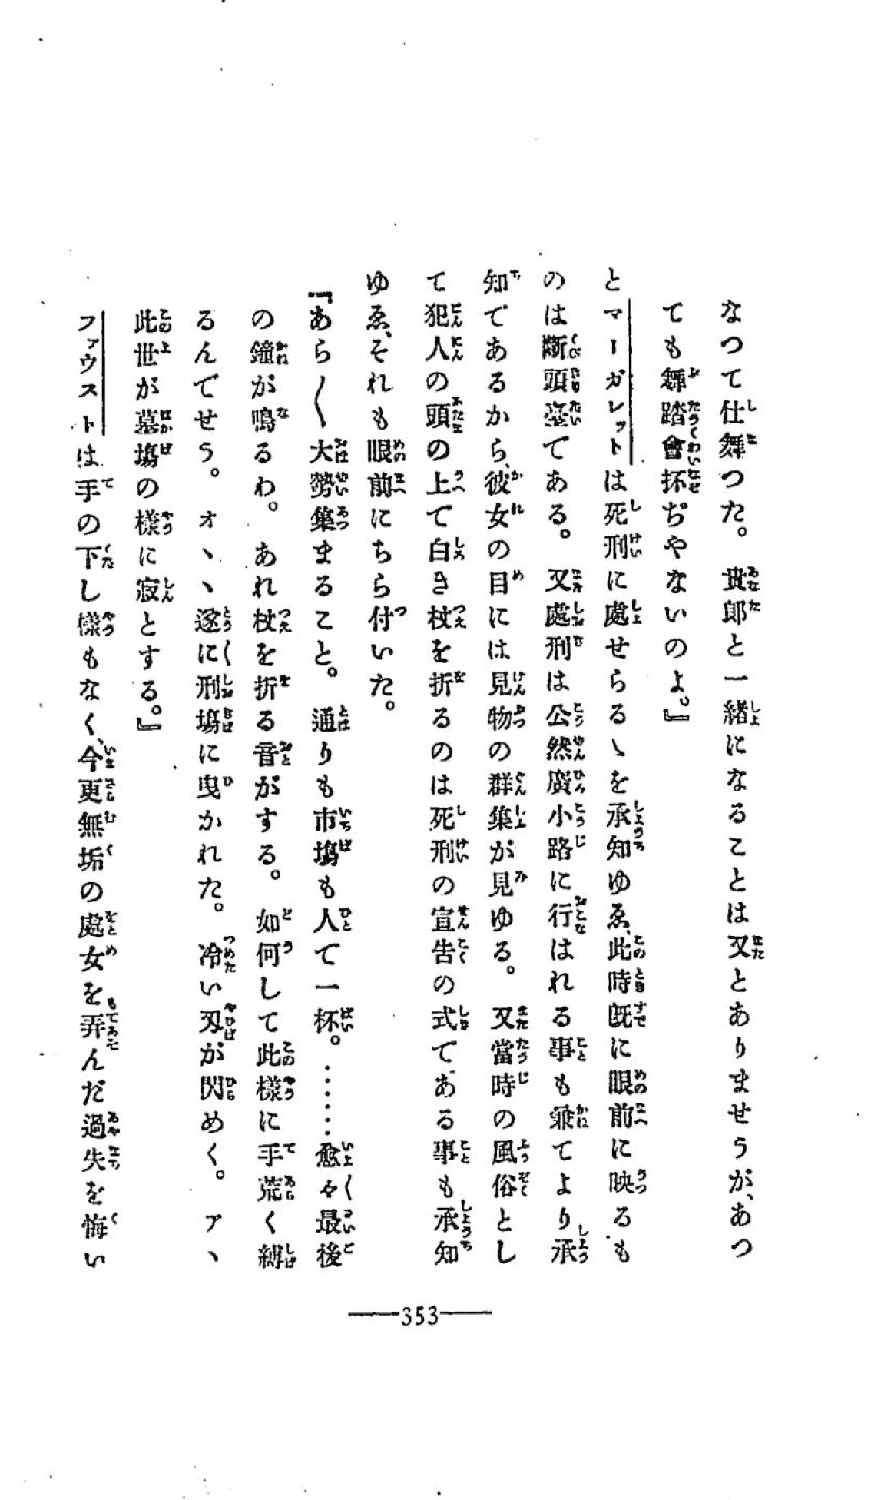 なつて仕舞つた。貴郎と一緒になることは又とありませうが、あつ
ても舞踏會抔ぢやないのよ。』
とマーガレットは死刑に處せらるゝを承知ゆゑ、此時既に眼前に映るも
のは斷頭臺である。又處刑は公然廣小路に行はれる事も兼てより承
知であるから、彼女の目には見物の群集が見ゆる。又當時の風俗とし
て犯人の頭の上て白き杖を折るのは死刑の宣告の式である事も承知
ゆゑ、それも眼前にちら付いた。
『あら〳〵大勢集まること。通りも市塲も人て一杯。……愈々最後
の鐘が鳴るわ。あれ杖を折る音がする。如何して此樣に手荒く縛
るんでせう。オヽヽ遂に刑塲に曳かれた。冷い刄が閃めく。アヽ
此世が墓塲の樣に寂とする。』
ファウストは手の下し樣もなく、今更無垢の處女を弄んだ過失を悔い
353